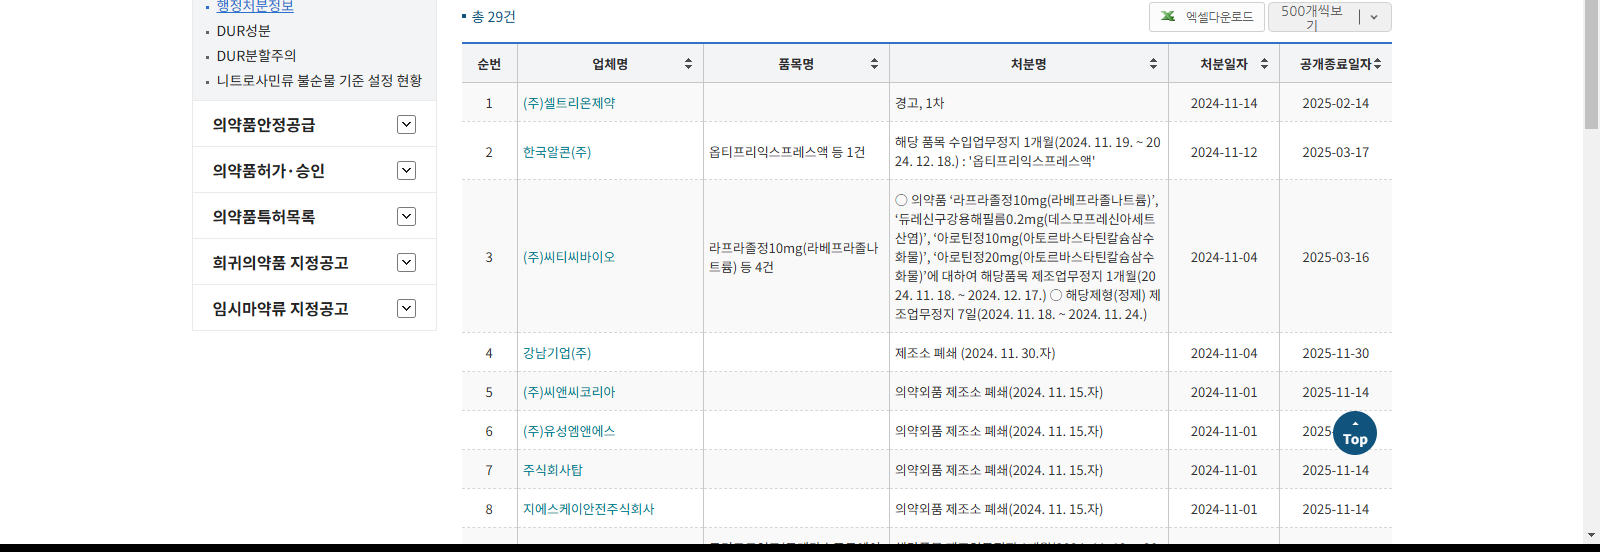 행정처분정보
DUR성분
DUR분할주의
니트로사민류 불순물 기준 설정 현황
의약품안정공급
의약품허가·승인
의약품특허목록
희귀의약품 지정공고
임시마약류 지정공고
총 29건
엑셀다운로드
500개씩보
기
순번 업체명 품목명 처분명 처분일자 공개종료일자
1 (주)셀트리온제약 경고, 1차 2024-11-14 2025-02-14
2 한국알콘(주) 옵티프리익스프레스액 등 1건
해당 품목 수입업무정지 1개월(2024. 11. 19. ~ 20
24. 12. 18.) : '옵티프리익스프레스액'
2024-11-12 2025-03-17
3 (주)씨티씨바이오
라프라졸정10mg(라베프라졸나
트륨) 등 4건
○ 의약품 ‘라프라졸정10mg(라베프라졸나트륨)’,
‘듀레신구강용해필름0.2mg(데스모프레신아세트
산염)’, ‘아로틴정10mg(아토르바스타틴칼슘삼수
화물)’, ‘아로틴정20mg(아토르바스타틴칼슘삼수
화물)’에 대하여 해당품목 제조업무정지 1개월(20
24. 11. 18. ~ 2024. 12. 17.) ○ 해당제형(정제) 제
조업무정지 7일(2024. 11. 18. ~ 2024. 11. 24.)
2024-11-04 2025-03-16
4 강남기업(주) 제조소 폐쇄 (2024. 11. 30.자) 2024-11-04 2025-11-30
5 (주)씨앤씨코리아 의약외품 제조소 폐쇄(2024. 11. 15.자) 2024-11-01 2025-11-14
6 (주)유성엠앤에스 의약외품 제조소 폐쇄(2024. 11. 15.자) 2024-11-01 2025-
Top
7 주식회사탑 의약외품 제조소 폐쇄(2024. 11. 15.자) 2024-11-01 2025-11-14
8 지에스케이안전주식회사 의약외품 제조소 폐쇄(2024. 11. 15.자) 2024-11-01 2025-11-14